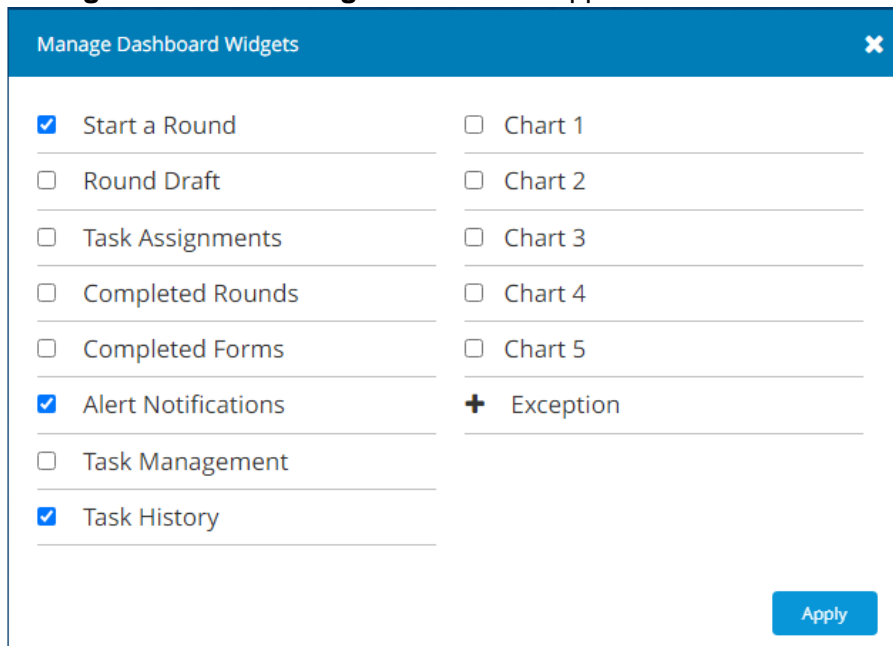 Manage Dashboard Widgets
Start a Round
Round Draft
Task Assignments
Completed Rounds
Completed Forms
Alert Notifications
Task Management
Task History
Chart 1
Chart 2
Chart 3
Chart 4
Chart 5
Exception
Apply